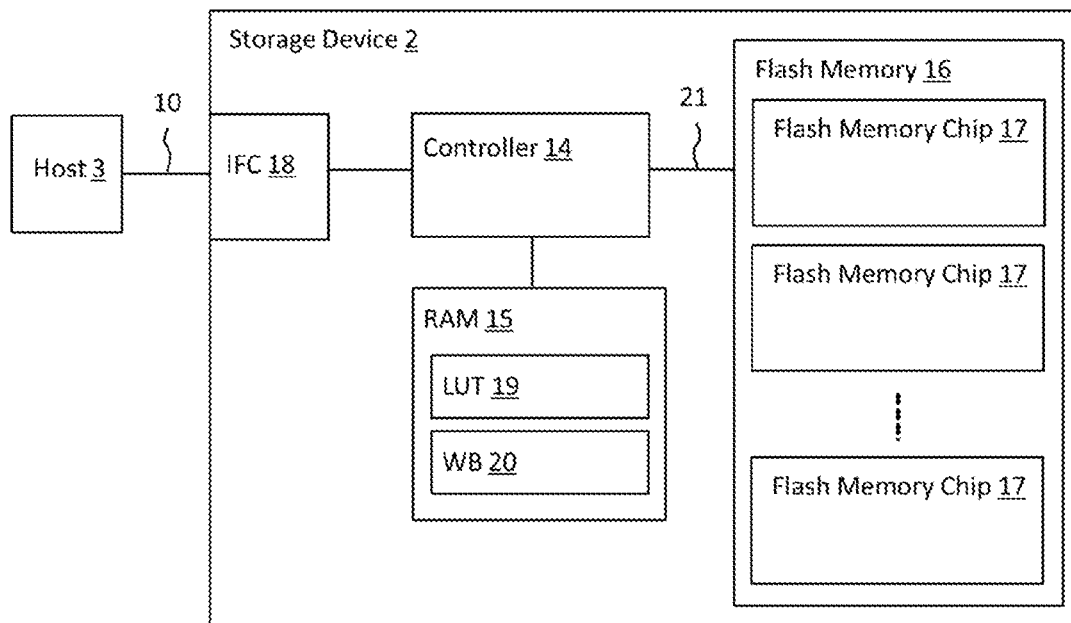 Storage Device 2
Flash Memory 16
Flash Memory Chip 17
10
21
Host 3
IFC 18
Controller 14
Flash Memory Chip 17
RAM 15
LUT 19
WB 20
Flash Memory Chip 17